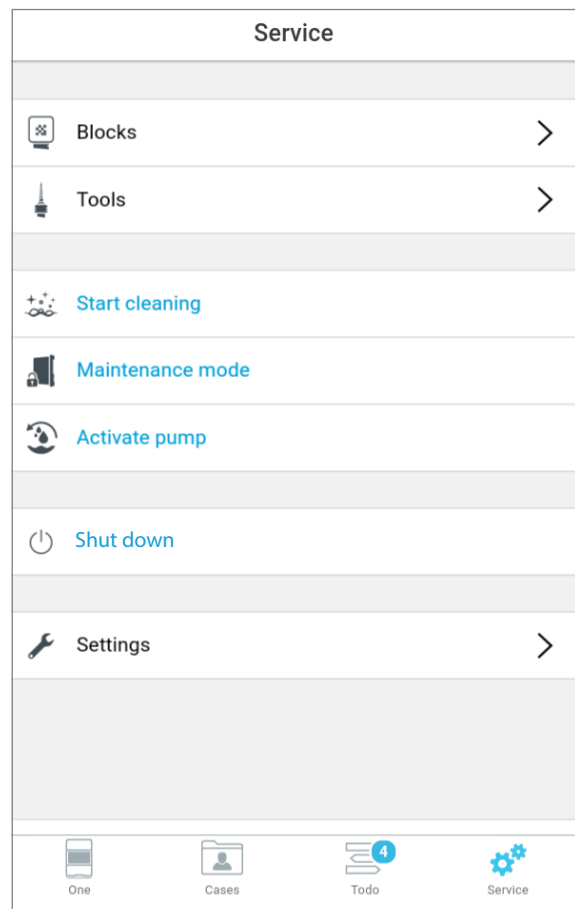 Service
Blocks
Tools
Start cleaning
Maintenance mode
Activate pump
Shut down
Settings
4
One
Cases
Todo
Service